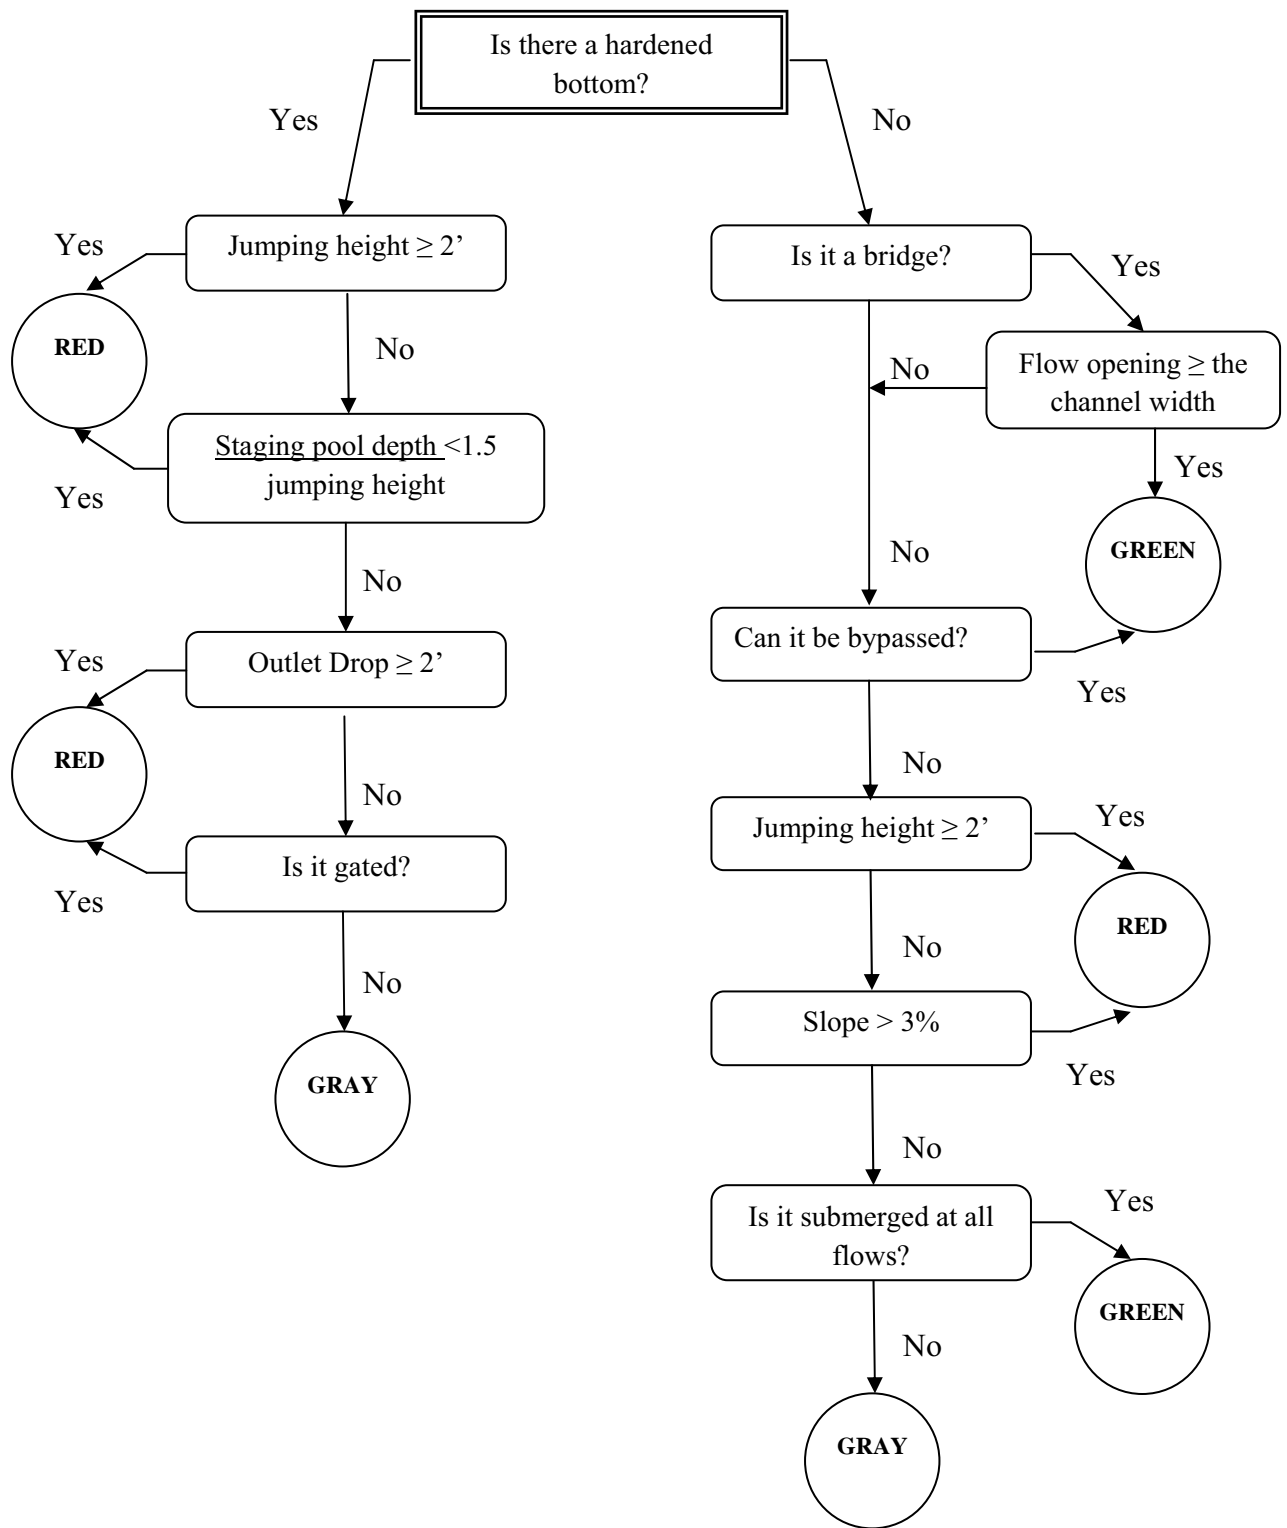 Is there a hardened
bottom?
Yes
No
Jumping height ≥ 2’
Yes
RED
No
Staging pool depth <1.5
jumping height
Yes
No
Outlet Drop ≥ 2’
Yes
RED
No
Is it gated?
Yes
No
GRAY
Is it a bridge?
Yes
Flow opening ≥ the
channel width
No
Yes
GREEN
No
Can it be bypassed?
Yes
No
Jumping height ≥ 2’
Yes
RED
No
Slope > 3%
Yes
No
Is it submerged at all
flows?
Yes
GREEN
No
GRAY